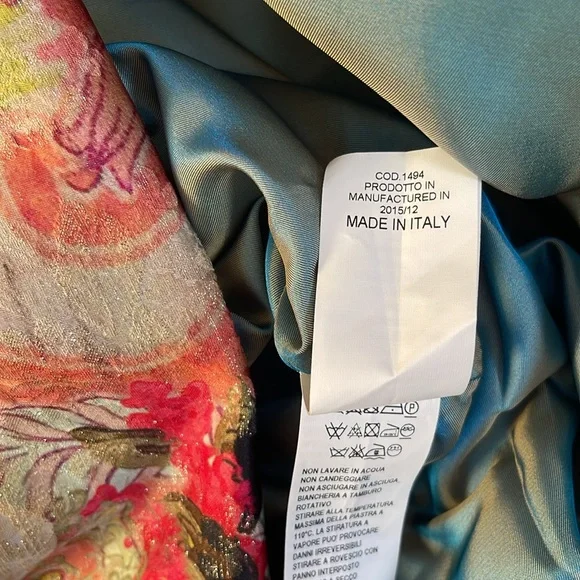 COD.1494
PRODOTTO IN
MANUFACTURED IN
2015/12
MADE IN ITALY
P
NON LAVARE IN ACQUA
NON CANDEGGIARE
NON ASCIUGARE IN ASCIUGA.
BIANCHERIA A TAMBURO
ROTATIVO
STIRARE ALLA TEMPERATURA
MASSIMA DELLA PIASTRA A
110°C. LA STIRATURA A
VAPORE PUO' PROVOCARE
DANNI IRREVERSIBILI
STIRARE A ROVESCIO CON
PANNO INTERPOSTO
A SECCO